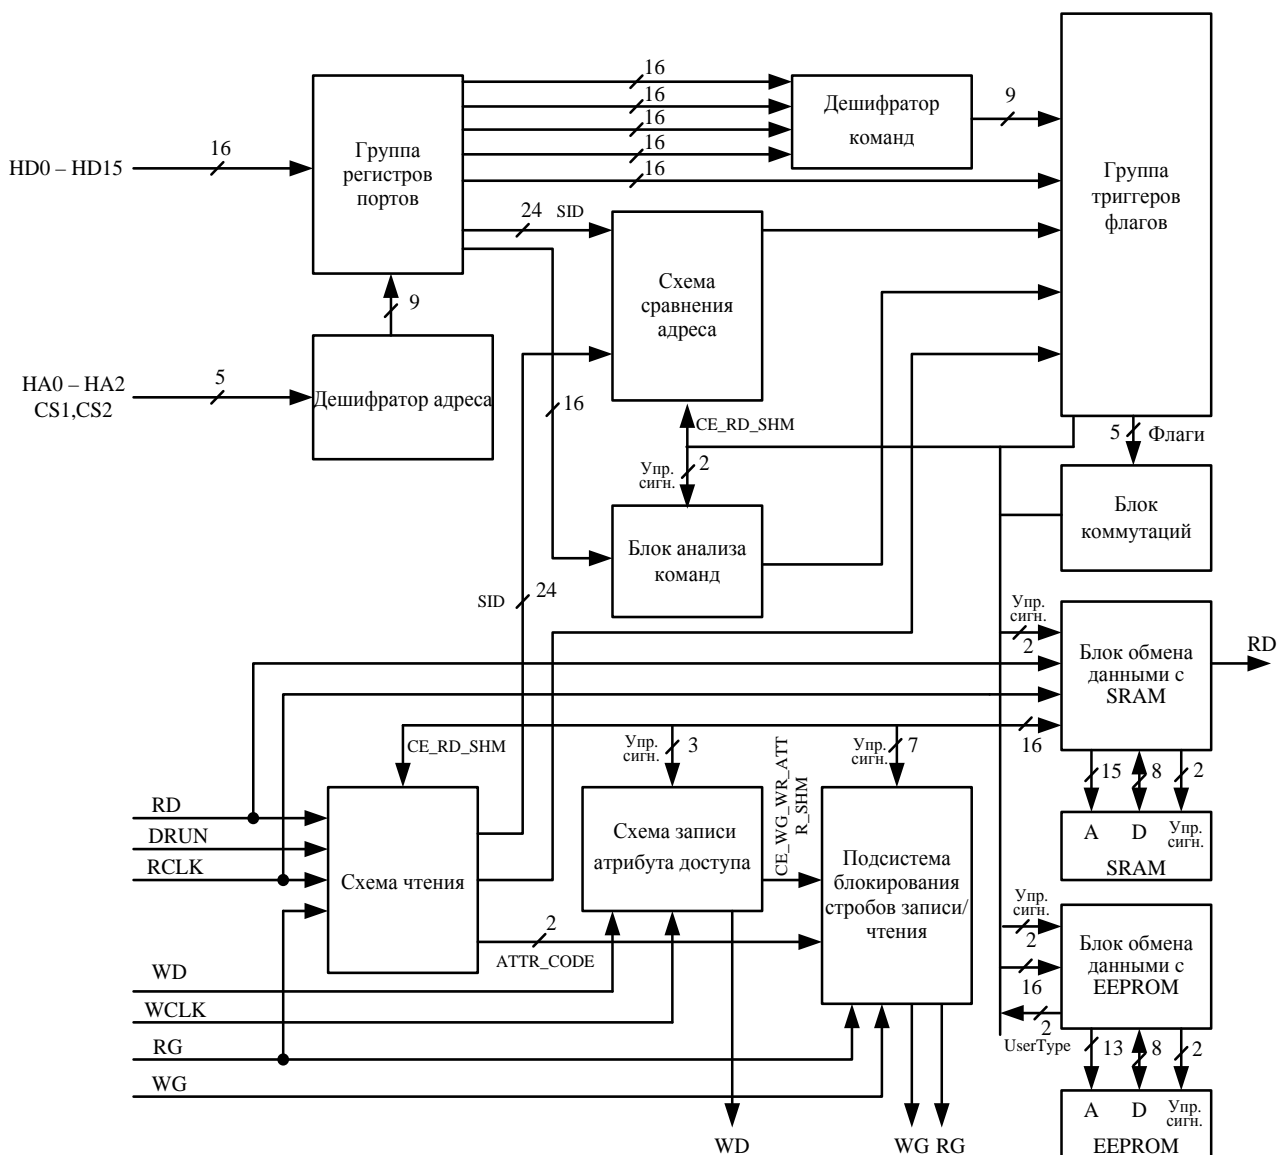 16
16
16
16
16
Дешифратор
команд
9
HD0 – HD15
16
Группа
регистров
портов
Группа
триггеров
флагов
24
SID
Схема
сравнения
адреса
9
HA0 – HA2
CS1,CS2
5
Дешифратор адреса
16
CE_RD_SHM
5
Флаги
Упр.
сигн.
2
Блок
коммутаций
Блок анализа
команд
SID
24
Упр.
сигн.
2
Блок обмена
данными с
SRAM
RD
16
CE_RD_SHM
Упр.
сигн.
3
CE_WG_WR_ATT
R_SHM
Упр.
сигн.
7
15
8
2
RD
DRUN
RCLK
Схема чтения
Схема записи
атрибута доступа
Подсистема
блокирования
стробов записи/
чтения
A
D
Упр.
сигн.
SRAM
2
ATTR_CODE
Упр.
сигн.
2
16
Блок обмена
данными с
EEPROM
2
UserType
WD
WCLK
RG
WG
13
8
2
A
D
Упр.
сигн.
EEPROM
WD
WG
RG